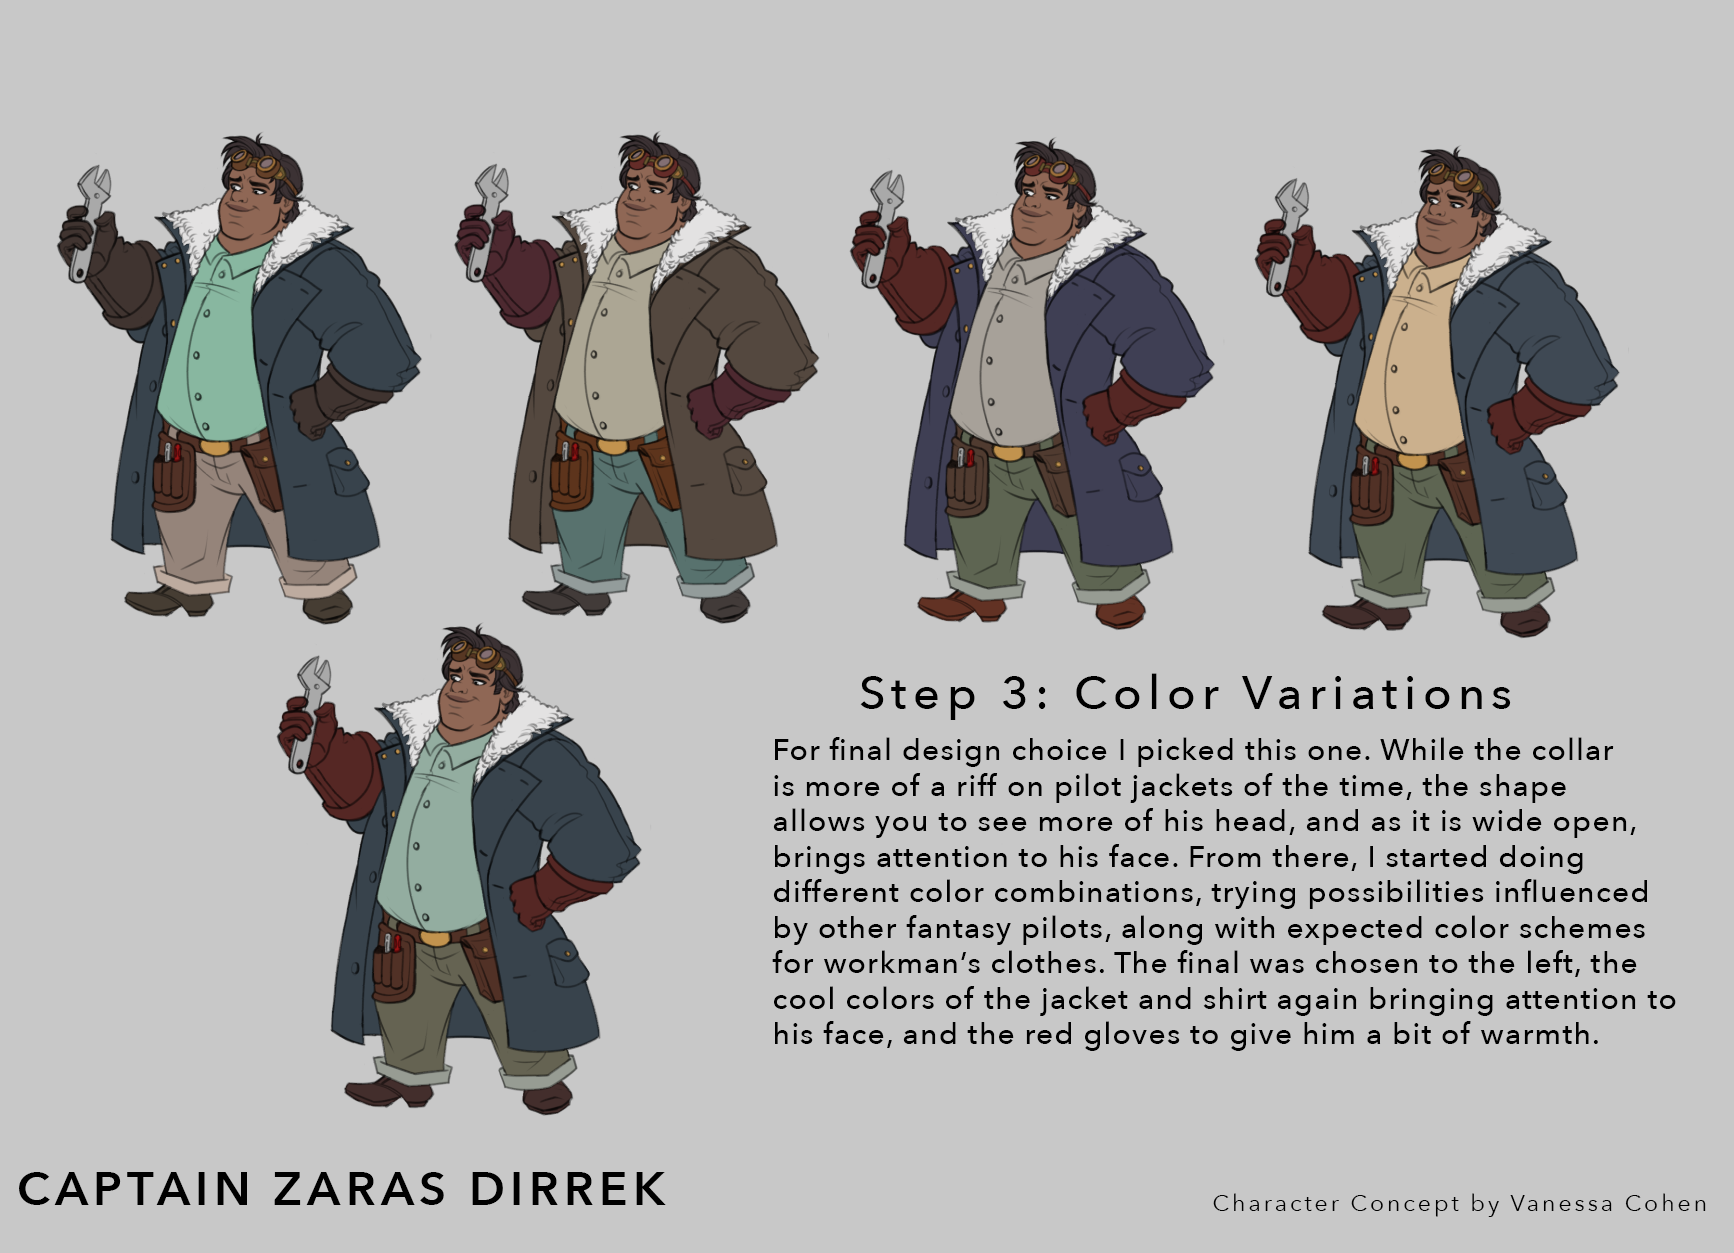 Step 3: Color Variations
For final design choice I picked this one. While the collar
is more of a riff on pilot jackets of the time, the shape
allows you to see more of his head, and as it is wide open,
brings attention to his face. From there, I started doing
different color combinations, trying possibilities influenced
by other fantasy pilots, along with expected color schemes
for workman’s clothes. The final was chosen to the left, the
cool colors of the jacket and shirt again bringing attention to
his face, and the red gloves to give him a bit of warmth.
CAPTAIN ZARAS DIRREK
Character Concept by Vanessa Cohen